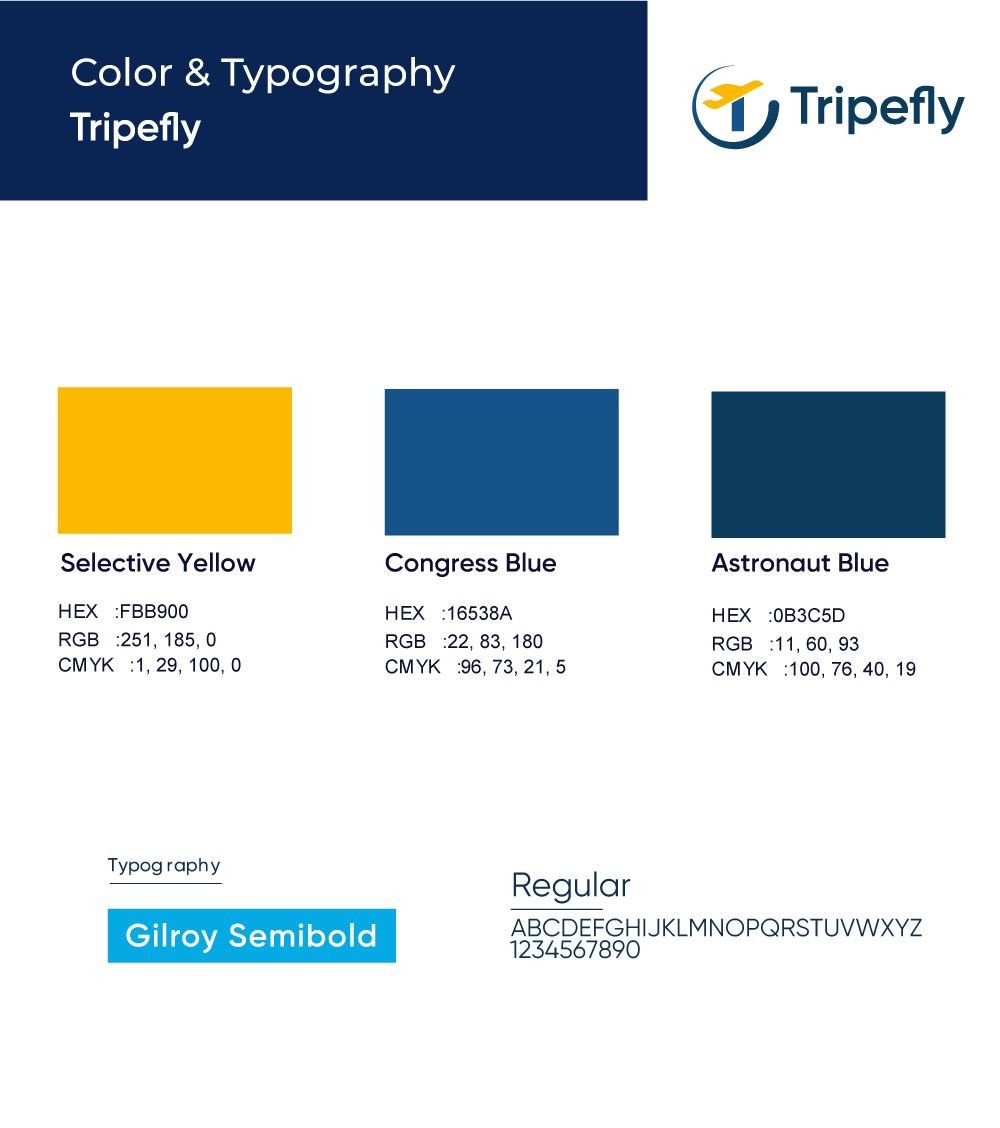 Color & Typography
Tripefly
Tripefly
Selective Yellow
HEX :FBB900
RGB :251, 185, 0
CMYK :1, 29, 100, 0
Congress Blue
HEX :16538A
RGB :22, 83, 180
CMYK :96, 73, 21, 5
Astronaut Blue
HEX :0B3C5D
RGB :11, 60, 93
CMYK :100, 76, 40, 19
Typography
Gilroy Semibold
Regular
ABCDEFGHIJKLMNOPQRSTUVWXYZ
1234567890